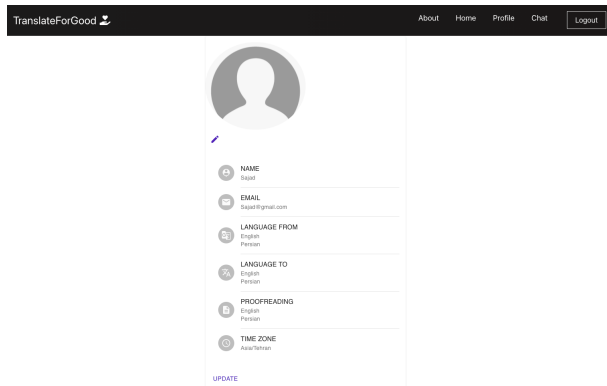 TranslateForGood
About Home Profile Chat Logout
NAME
Sajad
EMAIL
Sajad@gmail.com
LANGUAGE FROM
English
Persian
LANGUAGE TO
English
Persian
PROOFREADING
English
Persian
TIME ZONE
Asia/Tehran
UPDATE